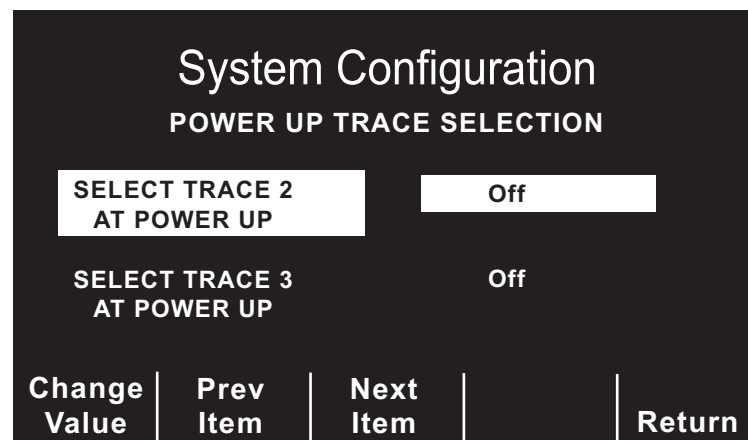 System Configuration
POWER UP TRACE SELECTION
SELECT TRACE 2
AT POWER UP
Off
SELECT TRACE 3
AT POWER UP
Off
Change
Value
Prev
Item
Next
Item
Return